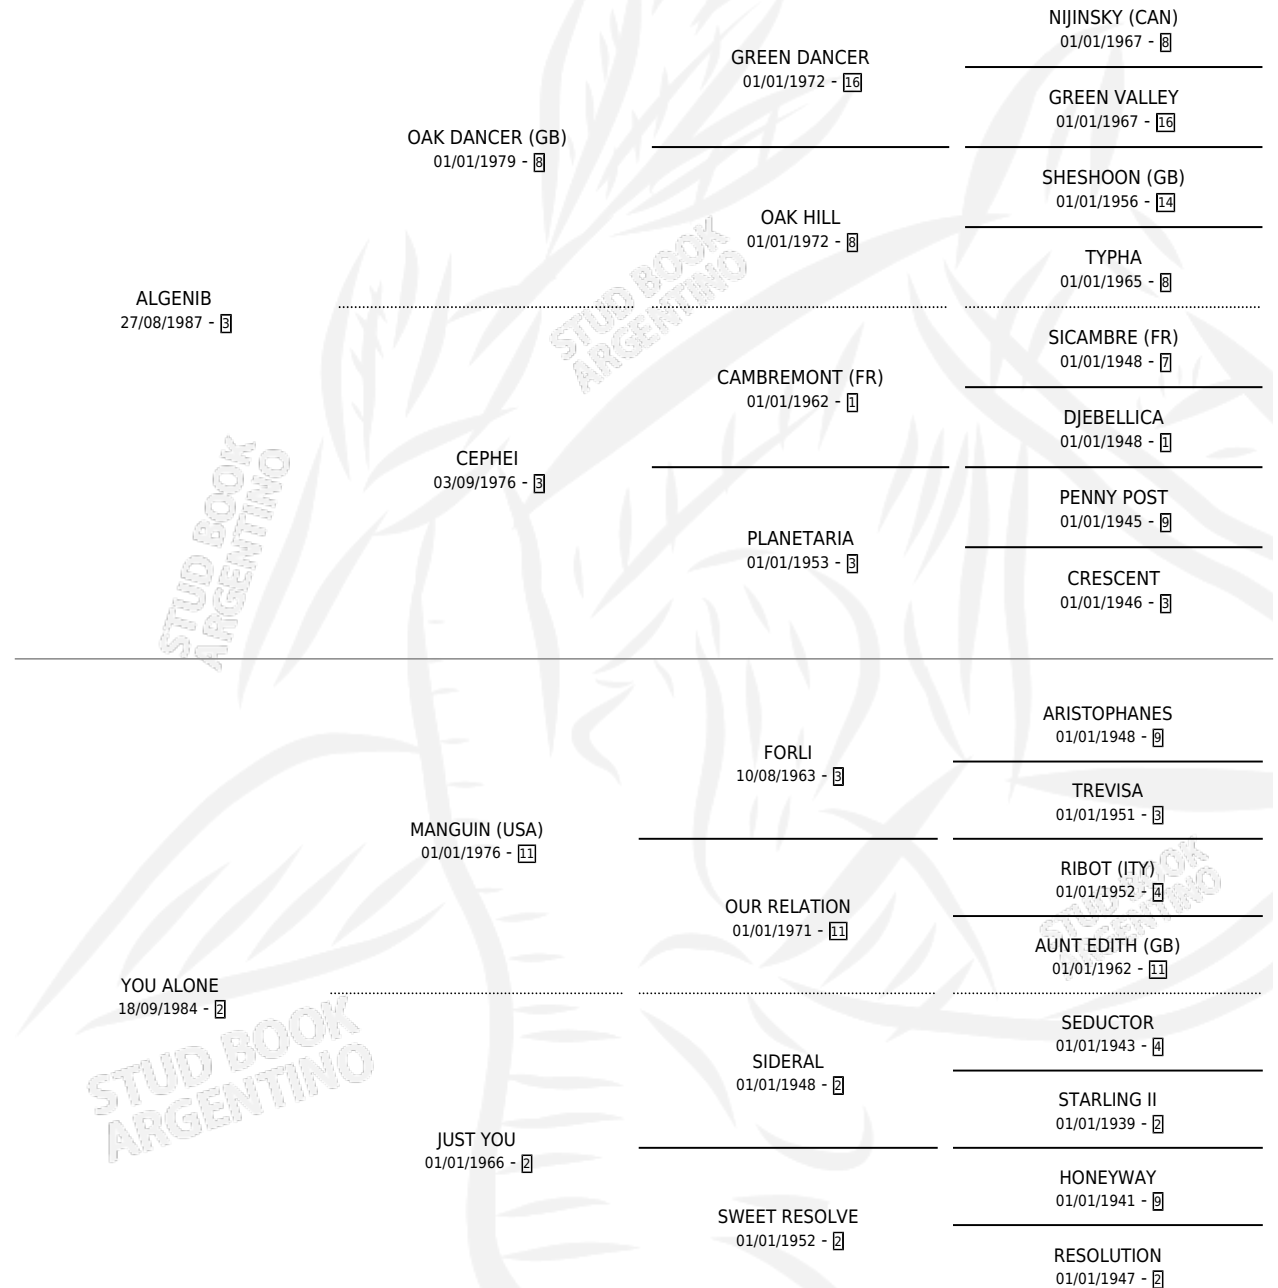 NIJINSKY (CAN)
01/01/1967 - 8
GREEN DANCER
01/01/1972 - 16
GREEN VALLEY
01/01/1967 - 16
OAK DANCER (GB)
01/01/1979 - 8
SHESHOON (GB)
01/01/1956 - 14
OAK HILL
01/01/1972 - 8
TYPHA
01/01/1965 - 8
ALGENIB
27/08/1987 - 3
SICAMBRE (FR)
01/01/1948 - 7
CAMBREMONT (FR)
01/01/1962 - 1
DJEBELLICA
01/01/1948 - 1
CEPHEI
03/09/1976 - 3
PENNY POST
01/01/1945 - 9
PLANETARIA
01/01/1953 - 3
CRESCENT
01/01/1946 - 3
ARISTOPHANES
01/01/1948 - 9
FORLI
10/08/1963 - 3
TREVISA
01/01/1951 - 3
MANGUIN (USA)
01/01/1976 - 11
RIBOT (ITY)
01/01/1952 - 4
OUR RELATION
01/01/1971 - 11
AUNT EDITH (GB)
01/01/1962 - 11
YOU ALONE
18/09/1984 - 2
SEDUCTOR
01/01/1943 - 4
SIDERAL
01/01/1948 - 2
STARLING II
01/01/1939 - 2
JUST YOU
01/01/1966 - 2
HONEYWAY
01/01/1941 - 9
SWEET RESOLVE
01/01/1952 - 2
RESOLUTION
01/01/1947 - 2
STUD BOOK
ARGENTINO
STUD BOOK
ARGENTINO
STUD BOOK
ARGENTINO
STUD BOOK
ARGENTINO